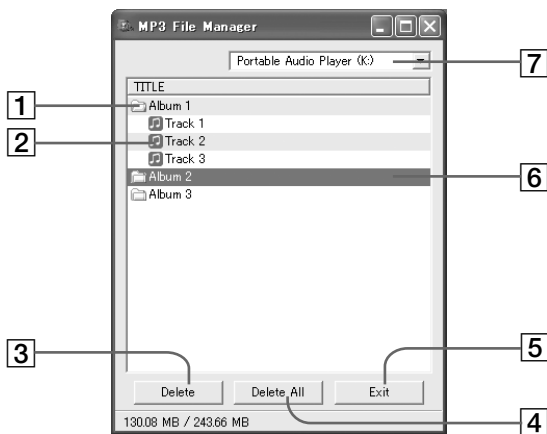 MP3 File Manager
Portable Audio Player (K:)
7
TITLE
1
Album 1
Track 1
2
Track 2
Track 3
Album 2
6
Album 3
3
5
Delete
Delete All
Exit
130.08 MB / 243.66 MB
4